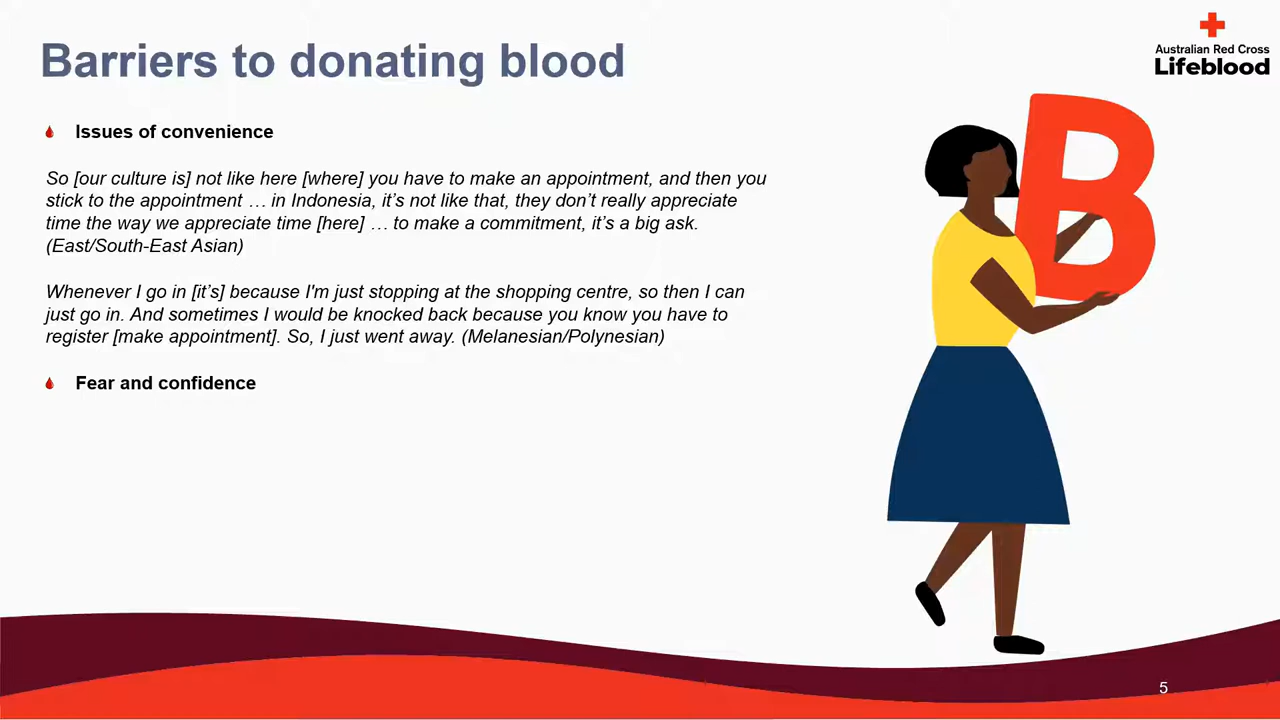 Barriers to donating blood
Australian Red Cross
Lifeblood
Issues of convenience
So [our culture is] not like here [where] you have to make an appointment, and then you
stick to the appointment … in Indonesia, it’s not like that, they don’t really appreciate
time the way we appreciate time [here] … to make a commitment, it’s a big ask.
(East/South-East Asian)
Whenever I go in [it’s] because I'm just stopping at the shopping centre, so then I can
just go in. And sometimes I would be knocked back because you know you have to
register [make appointment]. So, I just went away. (Melanesian/Polynesian)
Fear and confidence
B
5